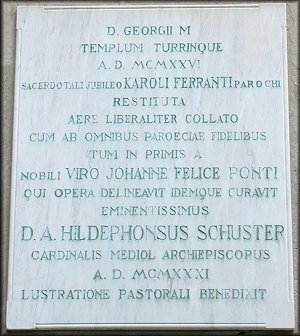 D. GEORGII M
TEMPLUM TURRINQUE
A. D. MCMXXVI
SACERDOTALI JUBILEO KAROLI FERRANTI PAROCHI
RESTITUTA
AERE LIBERALITER COLLATO
CUM AB OMNIBUS PAROECIAE FIDELIBUS
TUM IN PRIMIS A
NOBILI VIRO JOHANNE FELICE PONTI
QUI OPERA DELINEAVIT IDEMQUE CURAVIT
EMINENTISSIMUS
D. A. HILDEPHONSUS SCHUSTER
CARDINALIS MEDIOL. ARCHIEPISCOPUS
A. D. MCMXXXI
LUSTRATIONE PASTORALI BENEDIXIT